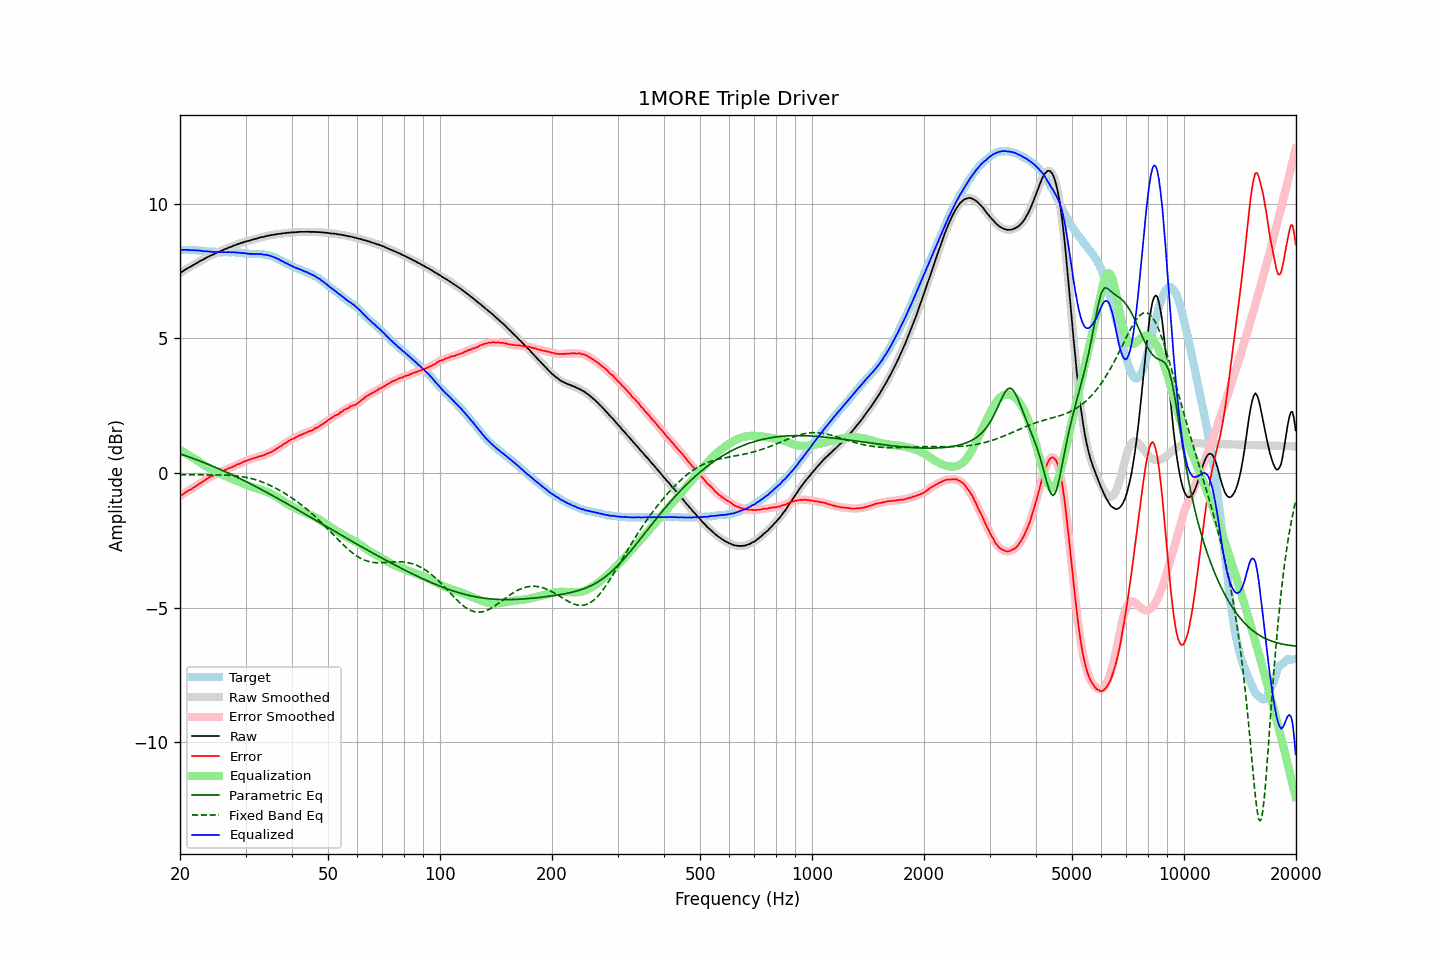 1MORE Triple Driver
Amplitude (dBr)
10
5
0
−5
−10
Target
Raw Smoothed
Error Smoothed
Raw
Error
Equalization
Parametric Eq
Fixed Band Eq
Equalized
20 50 100 200 500 1000 2000 5000 10000 20000
Frequency (Hz)